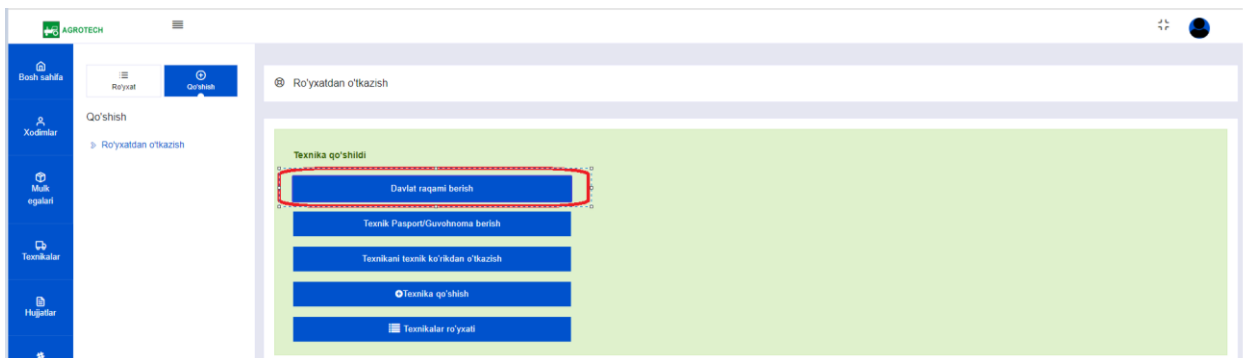 AGROTECH
Bosh sahifa
Xodimlar
Mulk
egalari
Texnikalar
Hujjatlar
Ro'yxat
Qo'shish
Qo'shish
Ro'yxatdan o'tkazish
Ro'yxatdan o'tkazish
Texnika qo'shildi
Davlat raqami berish
Texnik Pasport/Guvohnoma berish
Texnikani texnik ko'rikdan o'tkazish
Texnika qo'shish
Texnikalar ro'yxati